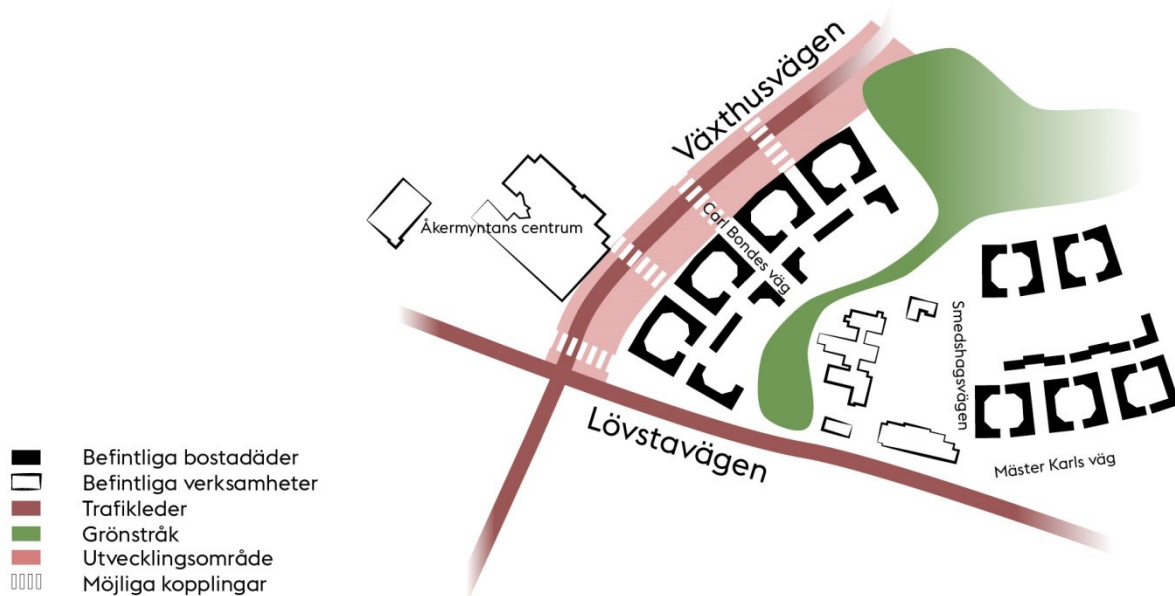 Växthusvägen
Åkermyntans centrum
Carl Bondes väg
Smedshagsvägen
Lövstavägen
Mäster Karls väg
Befintliga bostadäder
Befintliga verksamheter
Trafikleder
Grönstråk
Utvecklingsområde
Möjliga kopplingar